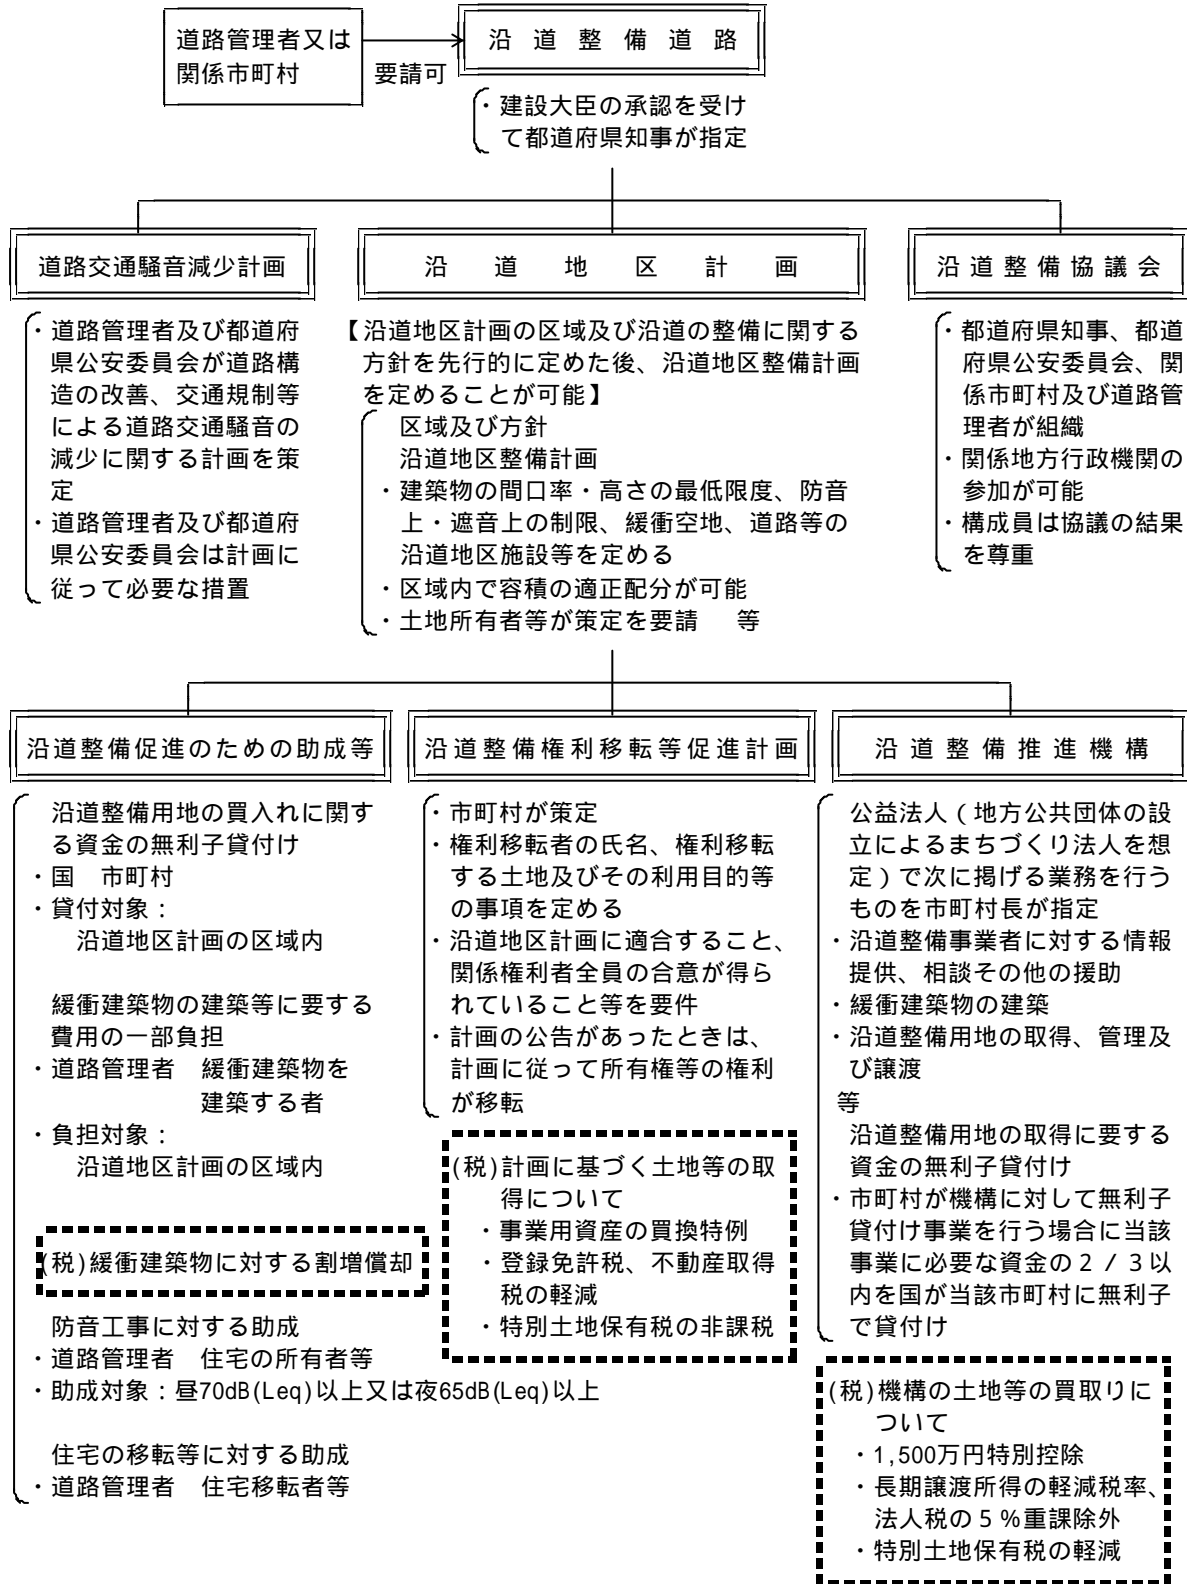 道路管理者又は
関係市町村
要請可
沿道整備道路
・建設大臣の承認を受け
て都道府県知事が指定
道路交通騒音減少計画
・道路管理者及び都道府
県公安委員会が道路構
造の改善、交通規制等
による道路交通騒音の
減少に関する計画を策
定
・道路管理者及び都道府
県公安委員会は計画に
従って必要な措置
沿道地区計画
【沿道地区計画の区域及び沿道の整備に関する
方針を先行的に定めた後、沿道地区整備計画
を定めることが可能】
区域及び方針
沿道地区整備計画
・建築物の間口率・高さの最低限度、防音
上・遮音上の制限、緩衝空地、道路等の
沿道地区施設等を定める
・区域内で容積の適正配分が可能
・土地所有者等が策定を要請　等
沿道整備協議会
・都道府県知事、都道
府県公安委員会、関
係市町村及び道路管
理者が組織
・関係地方行政機関の
参加が可能
・構成員は協議の結果
を尊重
沿道整備促進のための助成等
沿道整備用地の買入れに関す
る資金の無利子貸付け
・国　市町村
・貸付対象：
沿道地区計画の区域内
緩衝建築物の建築等に要する
費用の一部負担
・道路管理者　緩衝建築物を
建築する者
・負担対象：
沿道地区計画の区域内
(税)緩衝建築物に対する割増償却
防音工事に対する助成
・道路管理者　住宅の所有者等
・助成対象：昼70dB(Leq)以上又は夜65dB(Leq)以上
住宅の移転等に対する助成
・道路管理者　住宅移転者等
沿道整備権利移転等促進計画
・市町村が策定
・権利移転者の氏名、権利移転
する土地及びその利用目的等
の事項を定める
・沿道地区計画に適合すること、
関係権利者全員の合意が得ら
れていること等を要件
・計画の公告があったときは、
計画に従って所有権等の権利
が移転
(税)計画に基づく土地等の取
得について
・事業用資産の買換特例
・登録免許税、不動産取得
税の軽減
・特別土地保有税の非課税
沿道整備推進機構
公益法人（地方公共団体の設
立によるまちづくり法人を想
定）で次に掲げる業務を行う
ものを市町村長が指定
・沿道整備事業者に対する情報
提供、相談その他の援助
・緩衝建築物の建築
・沿道整備用地の取得、管理及
び譲渡
等
沿道整備用地の取得に要する
資金の無利子貸付け
・市町村が機構に対して無利子
貸付け事業を行う場合に当該
事業に必要な資金の２／３以
内を国が当該市町村に無利子
で貸付け
(税)機構の土地等の買取りに
ついて
・1,500万円特別控除
・長期譲渡所得の軽減税率、
法人税の５％重課除外
・特別土地保有税の軽減